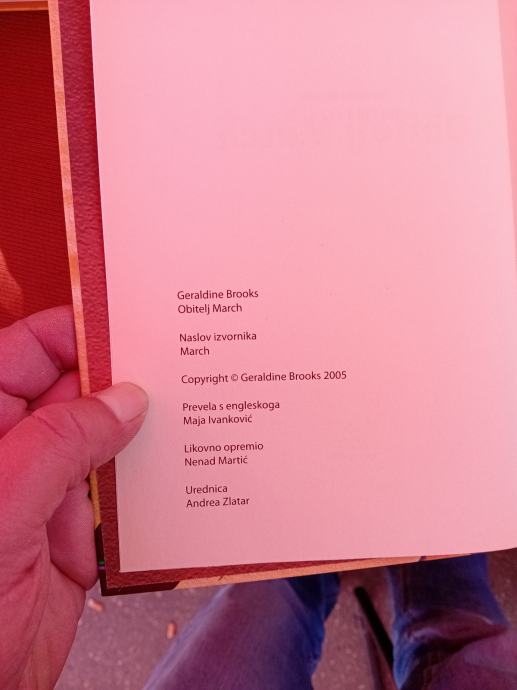 Geraldine Brooks
Obitelj March
Naslov izvornika
March
Copyright © Geraldine Brooks 2005
Prevela s engleskoga
Maja Ivanković
Likovno opremio
Nenad Martić
Urednica
Andrea Zlatar